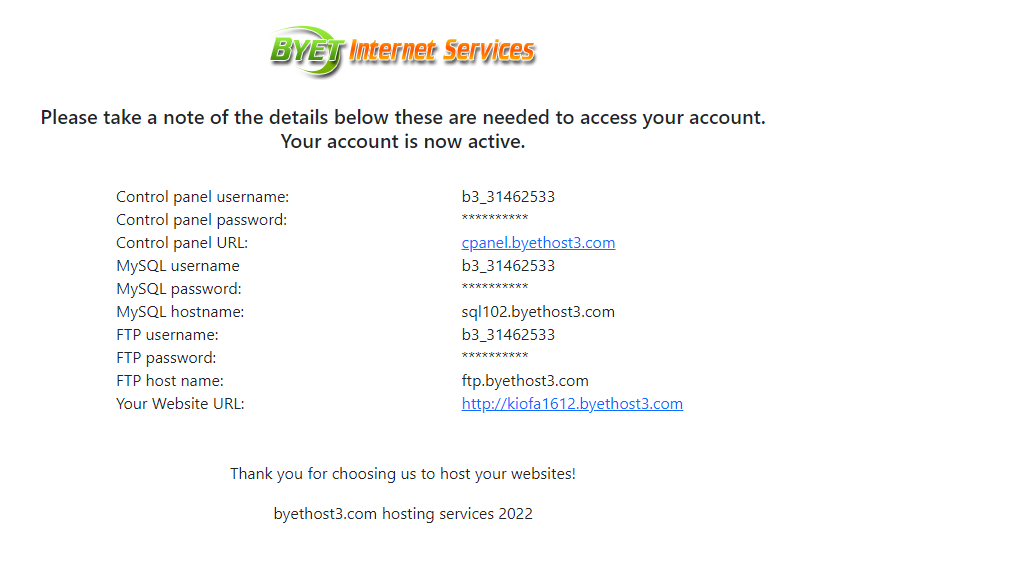 BYET Internet Services
Please take a note of the details below these are needed to access your account.
Your account is now active.
Control panel username: b3_31462533
Control panel password: **********
Control panel URL: cpanel.byethost3.com
MySQL username b3_31462533
MySQL password: **********
MySQL hostname: sql102.byethost3.com
FTP username: b3_31462533
FTP password: **********
FTP host name: ftp.byethost3.com
Your Website URL: http://kiofa1612.byethost3.com
Thank you for choosing us to host your websites!
byethost3.com hosting services 2022